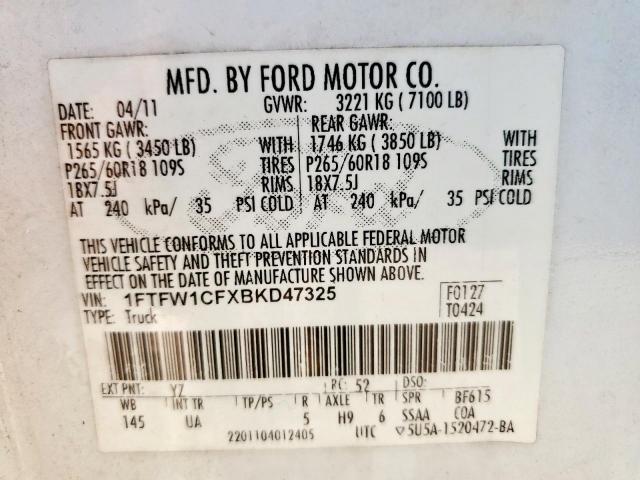 MFD. BY FORD MOTOR CO.
DATE: 04/11 GVWR: 3221 KG ( 7100 LB)
FRONT GAWR: REAR GAWR:
1565 KG ( 3450 LB) WITH 1746 KG ( 3850 LB) WITH
P265/60R18 109S TIRES P265/60R18 109S TIRES
18X7.5J RIMS 18X7.5J RIMS
AT 240 kPa/ 35 PSI COLD AT 240 kPa/ 35 PSI COLD
THIS VEHICLE CONFORMS TO ALL APPLICABLE FEDERAL MOTOR
VEHICLE SAFETY AND THEFT PREVENTION STANDARDS IN
EFFECT ON THE DATE OF MANUFACTURE SHOWN ABOVE.
VIN: 1FTFW1CFXBKD47325 F0127
TYPE: Truck T0424
EXT PNT: YZ RC: 52 DSO:
WB INT TR TP/PS R AXLE TR SPR BF615
145 UA 5 H9 6 SSAA COA
2201104012405 UTC ▽5U5A-1520472-BA